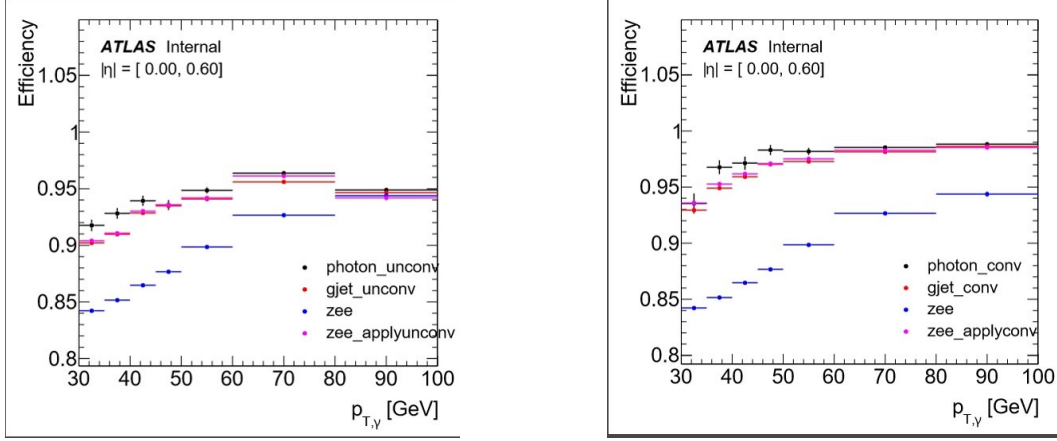 Efficiency
ATLAS Internal
|η| = [ 0.00, 0.60]
1.05
1
0.95
0.9
0.85
0.8
photon_unconv
gjet_unconv
zee
zee_applyunconv
30 40 50 60 70 80 90 100
p_T,γ [GeV]
Efficiency
ATLAS Internal
|η| = [ 0.00, 0.60]
1.05
1
0.95
0.9
0.85
0.8
photon_conv
gjet_conv
zee
zee_applyconv
30 40 50 60 70 80 90 100
p_T,γ [GeV]